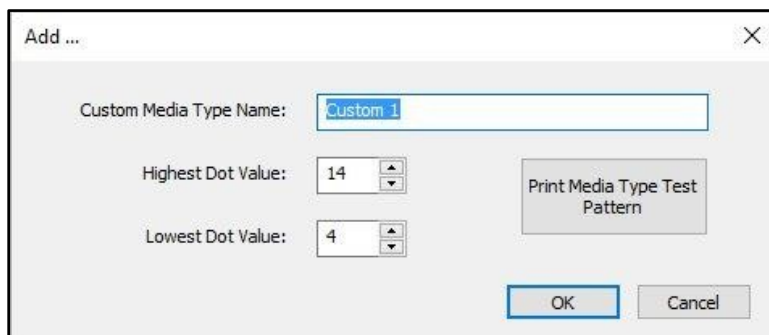 Add ...
Custom Media Type Name: Custom 1
Highest Dot Value: 14
Print Media Type Test
Pattern
Lowest Dot Value: 4
OK Cancel